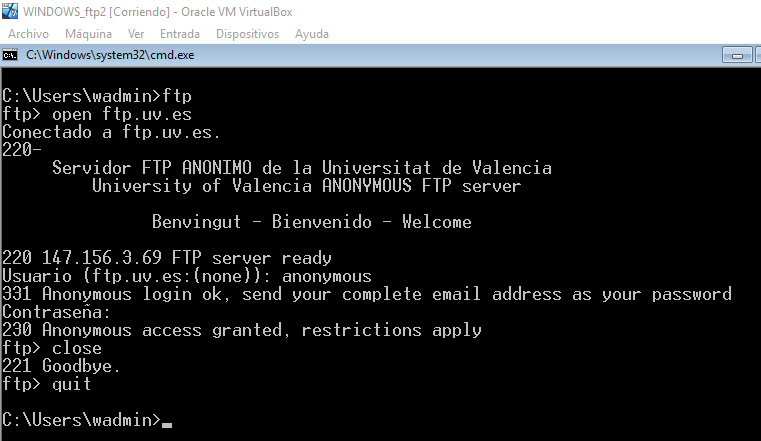 WINDOWS_ftp2 [Corriendo] - Oracle VM VirtualBox
Archivo Máquina Ver Entrada Dispositivos Ayuda
C:\Windows\system32\cmd.exe
C:\Users\wadmin>ftp
ftp> open ftp.uv.es
Conectado a ftp.uv.es.
220-
Servidor FTP ANONIMO de la Universitat de Valencia
University of Valencia ANONYMOUS FTP server
Benvingut - Bienvenido - Welcome
220 147.156.3.69 FTP server ready
Usuario (ftp.uv.es:(none)): anonymous
331 Anonymous login ok, send your complete email address as your password
Contraseña:
230 Anonymous access granted, restrictions apply
ftp> close
221 Goodbye.
ftp> quit
C:\Users\wadmin>_